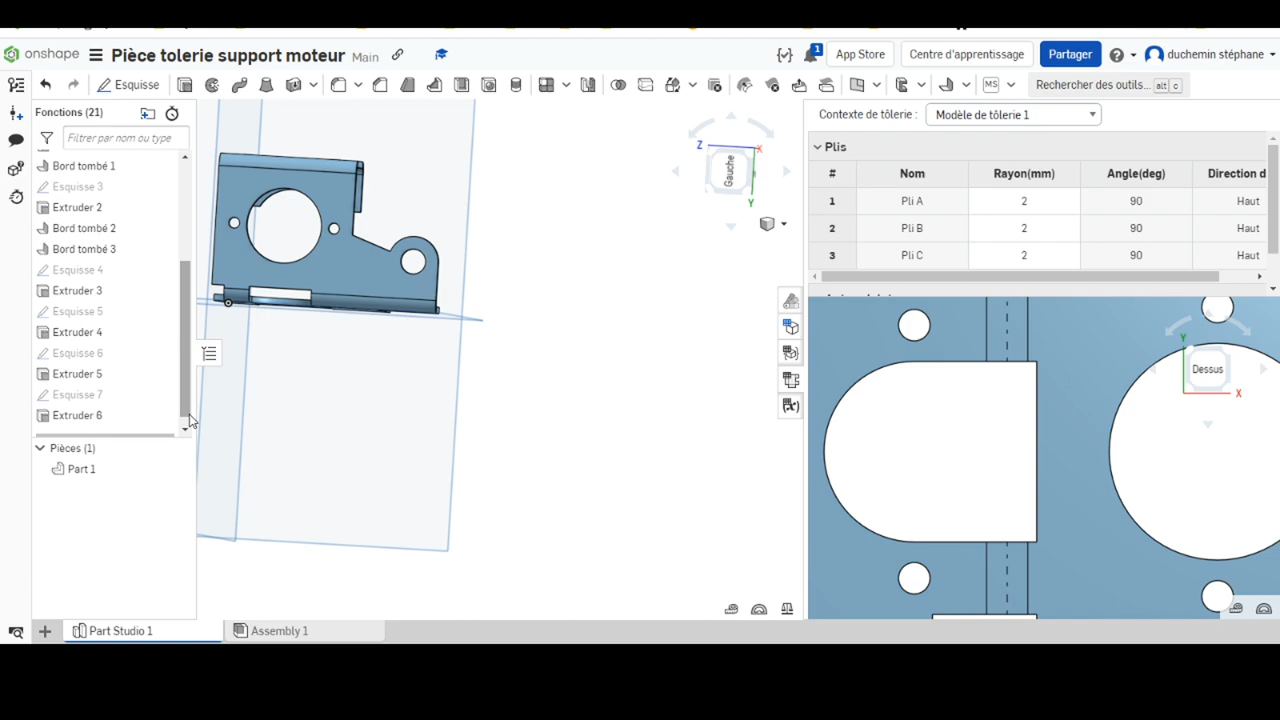 onshape Pièce tolerie support moteur Main 1 App Store Centre d'apprentissage Partager duchemin stéphane
Esquisse MS Rechercher des outils... alt c
Fonctions (21)
Filtrer par nom ou type
Bord tombé 1
Esquisse 3
Extruder 2
Bord tombé 2
Bord tombé 3
Esquisse 4
Extruder 3
Esquisse 5
Extruder 4
Esquisse 6
Extruder 5
Esquisse 7
Extruder 6
Pièces (1)
Part 1
Z X
Gauche
Y
Contexte de tôlerie : Modèle de tôlerie 1
Plis
# Nom Rayon(mm) Angle(deg) Direction d
1 Pli A 2 90 Haut
2 Pli B 2 90 Haut
3 Pli C 2 90 Haut
Y
Dessus
X
Part Studio 1 Assembly 1